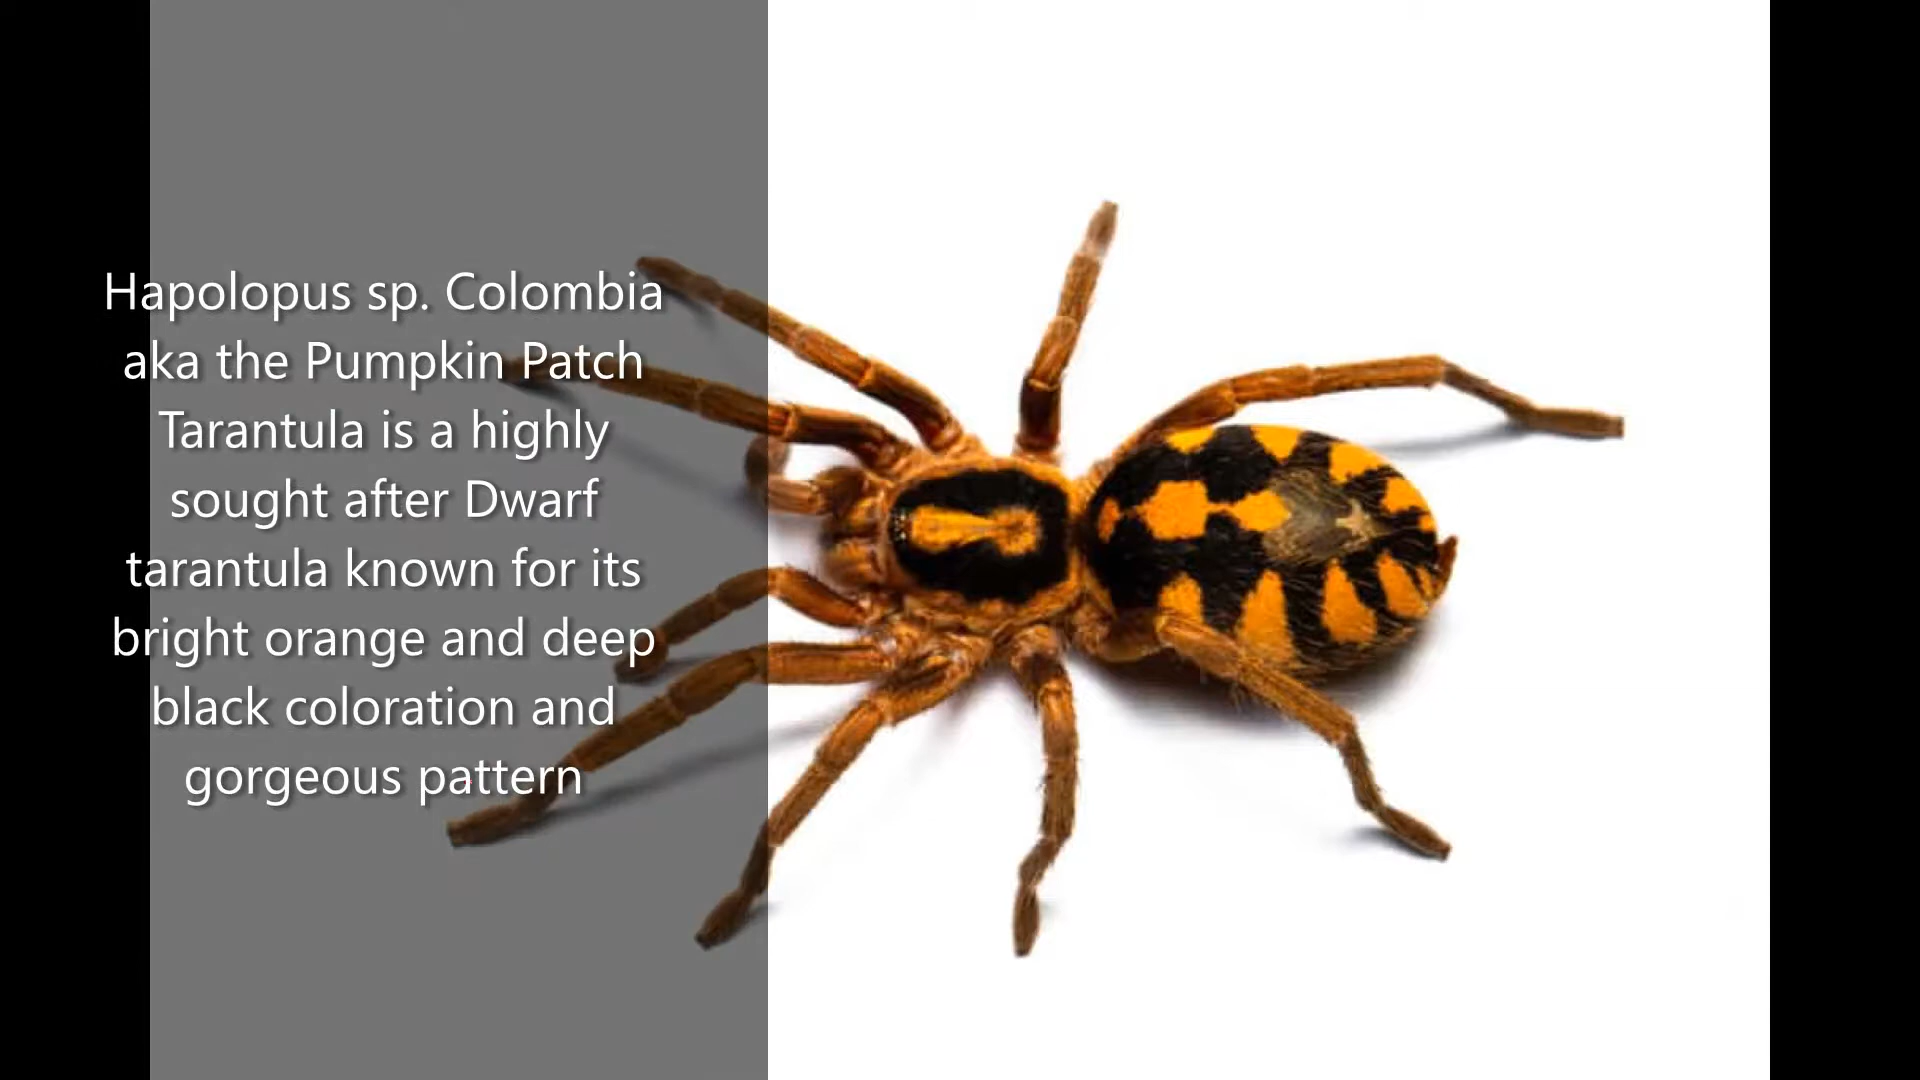 Hapolopus sp. Colombia
aka the Pumpkin Patch
Tarantula is a highly
sought after Dwarf
tarantula known for its
bright orange and deep
black coloration and
gorgeous pattern